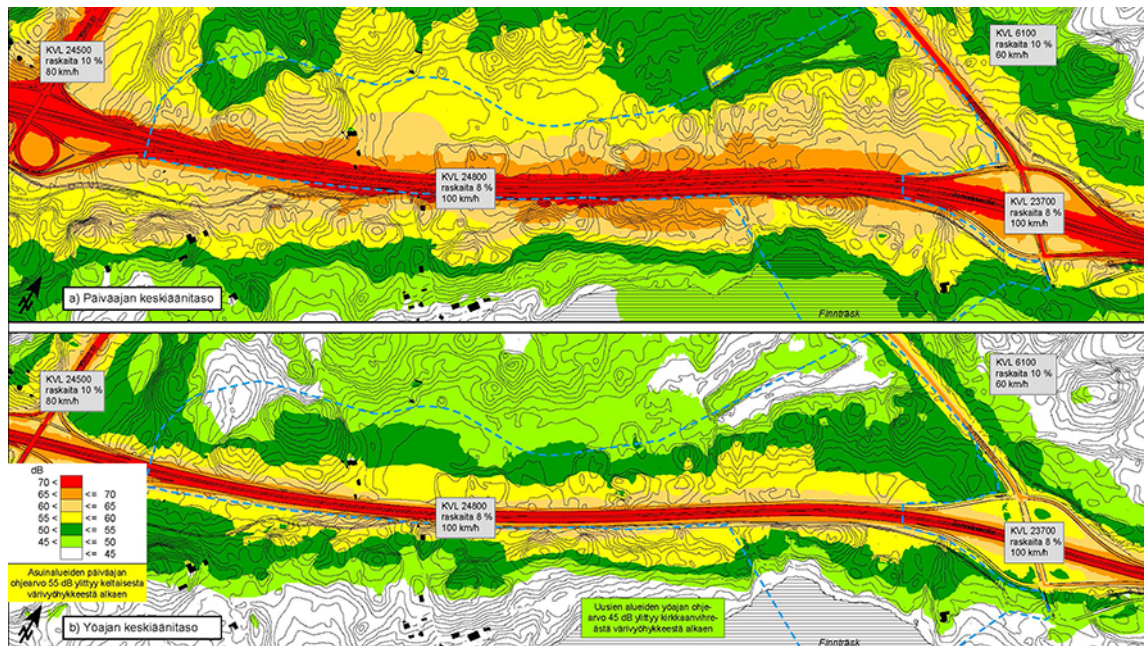 KVL 24500
raskaita 10 %
80 km/h
KVL 6100
raskaita 10 %
60 km/h
KVL 24800
raskaita 8 %
100 km/h
KVL 23700
raskaita 8 %
100 km/h
a) Päiväajan keskiäänitaso
Finnträsk
KVL 24500
raskaita 10 %
80 km/h
KVL 6100
raskaita 10 %
60 km/h
dB
70 <
65 < <= 70
60 < <= 65
55 < <= 60
50 < <= 55
45 < <= 50
<= 45
KVL 24800
raskaita 8 %
100 km/h
KVL 23700
raskaita 8 %
100 km/h
Asuinalueiden päiväajan
ohjearvo 55 dB ylittyy keltaisesta
värivyöhykkeestä alkaen
Uusien alueiden yöajan ohje-
arvo 45 dB ylittyy kirkkaanvihre-
ästä värivyöhykkeestä alkaen
b) Yöajan keskiäänitaso
Finnträsk